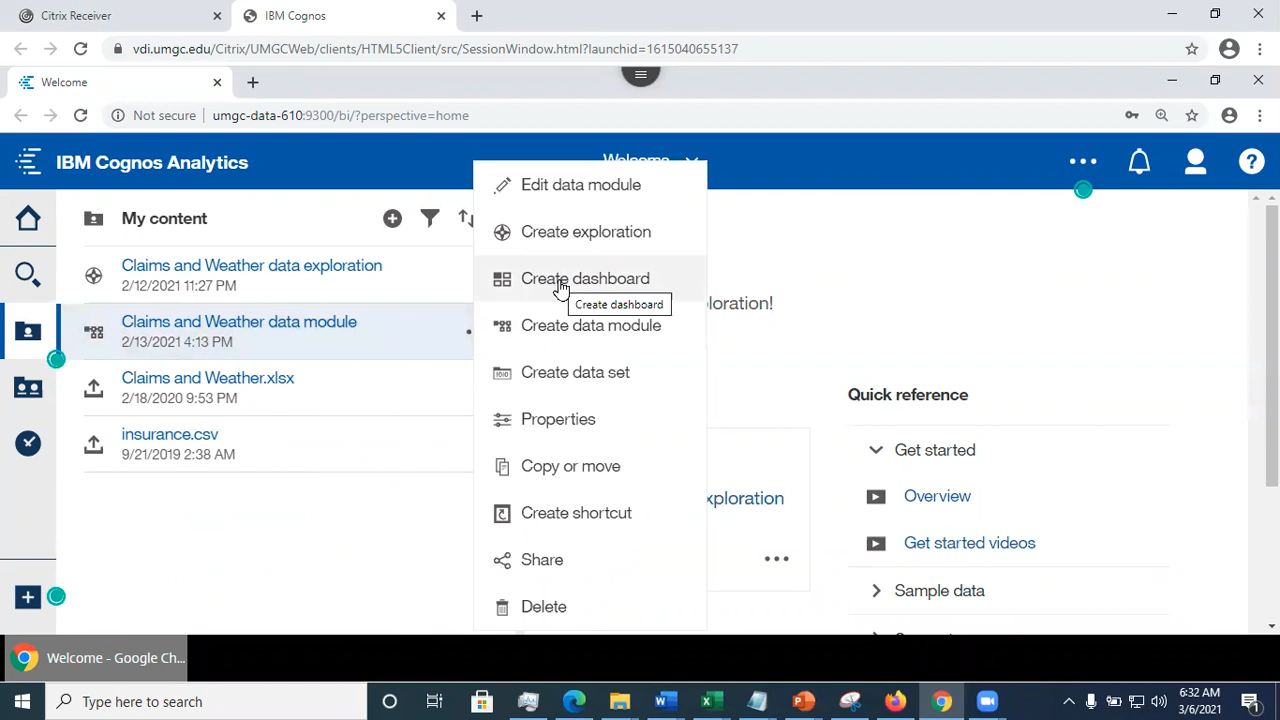 Citrix Receiver
IBM Cognos
vdi.umgc.edu/Citrix/UMGCWeb/clients/HTML5Client/src/SessionWindow.html?launchid=1615040655137
Welcome
Not secure
umgc-data-610:9300/bi/?perspective=home
IBM Cognos Analytics
My content
Claims and Weather data exploration
2/12/2021 11:27 PM
Claims and Weather data module
2/13/2021 4:13 PM
Claims and Weather.xlsx
2/18/2020 9:53 PM
insurance.csv
9/21/2019 2:38 AM
Edit data module
Create exploration
Create dashboard
Create dashboard
Create data module
Create data set
Properties
Copy or move
Create shortcut
Share
Delete
Quick reference
Get started
Overview
Get started videos
Sample data
Welcome - Google Ch...
Type here to search
6:32 AM
3/6/2021